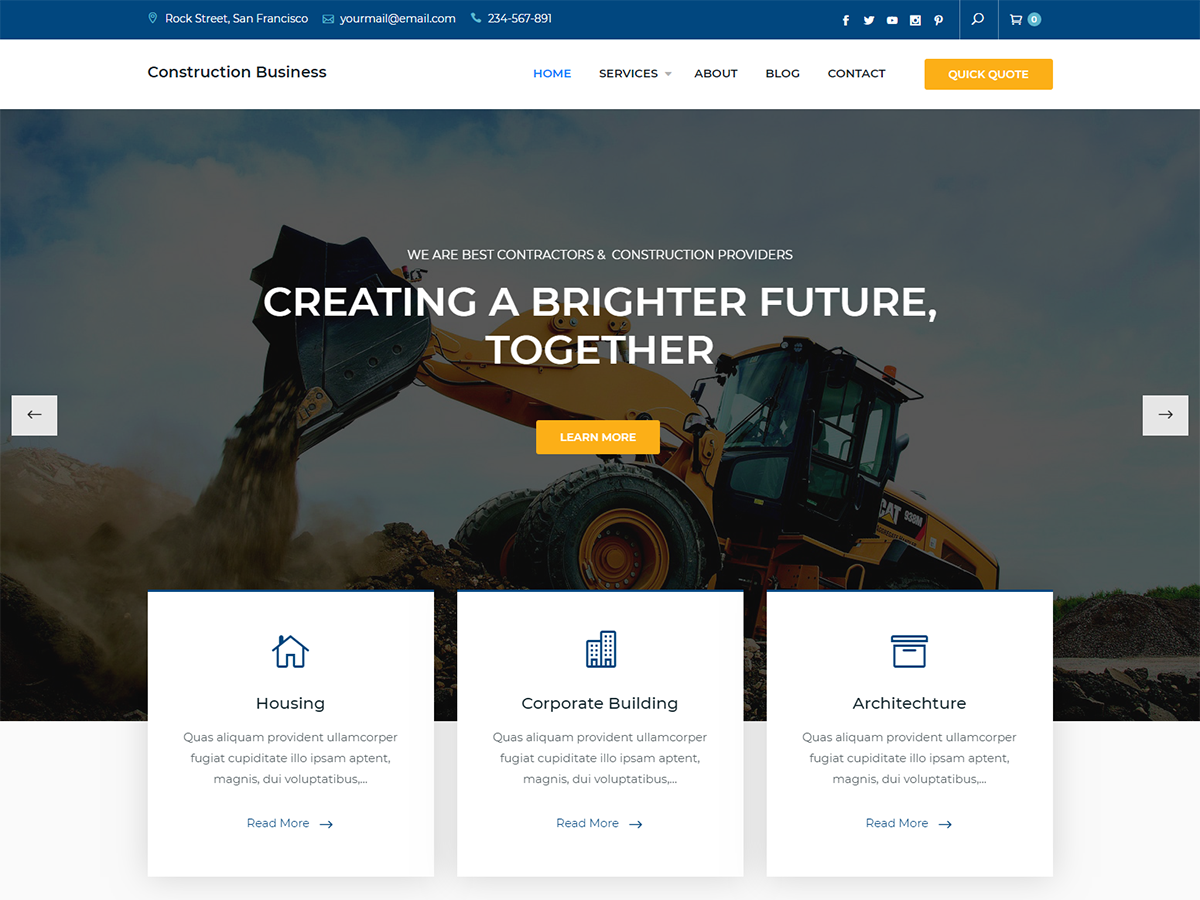 Rock Street, San Francisco yourmail@email.com 234-567-891 0
Construction Business HOME SERVICES ABOUT BLOG CONTACT QUICK QUOTE
WE ARE BEST CONTRACTORS & CONSTRUCTION PROVIDERS
CREATING A BRIGHTER FUTURE,
TOGETHER
LEARN MORE
CAT 938M
Housing
Quas aliquam provident ullamcorper
fugiat cupiditate illo ipsam aptent,
magnis, dui voluptatibus,...
Read More
Corporate Building
Quas aliquam provident ullamcorper
fugiat cupiditate illo ipsam aptent,
magnis, dui voluptatibus,...
Read More
Architechture
Quas aliquam provident ullamcorper
fugiat cupiditate illo ipsam aptent,
magnis, dui voluptatibus,...
Read More